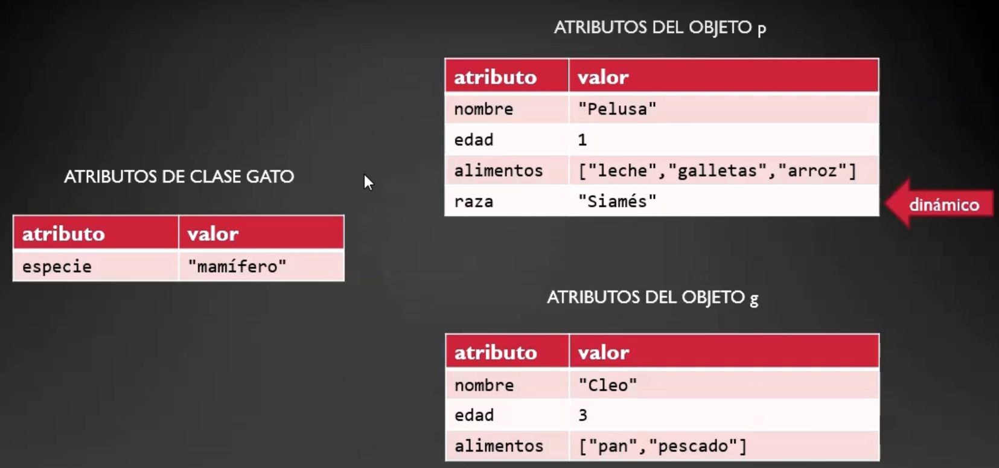 ATRIBUTOS DEL OBJETO p
atributo valor
nombre "Pelusa"
edad 1
alimentos ["leche","galletas","arroz"]
raza "Siamés"
dinámico
ATRIBUTOS DE CLASE GATO
atributo valor
especie "mamífero"
ATRIBUTOS DEL OBJETO g
atributo valor
nombre "Cleo"
edad 3
alimentos ["pan","pescado"]